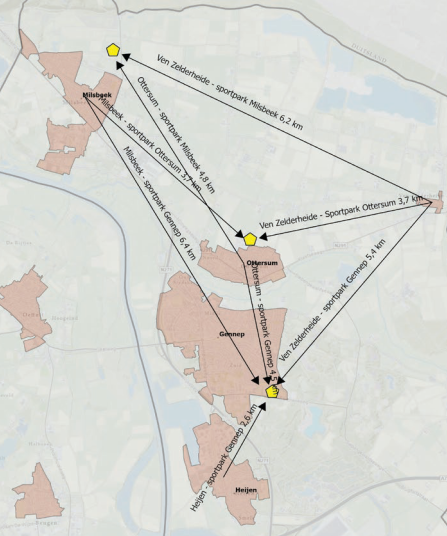 Ven Zelderheide - sportpark Milsbeek 6,2 km
Milsbeek
Ottersum - sportpark Milsbeek 4,8 km
Milsbeek - sportpark Ottersum 3,7 km
Milsbeek - sportpark Gennep 6,4 km
Ven Zelderheide - Sportpark Ottersum 3,7 km
Ottersum
Ottersum - sportpark Gennep 4,5
Ven Zelderheide - sportpark Gennep 5,4 km
Gennep
Heijen - sportpark Gennep 2,6 km
Heijen